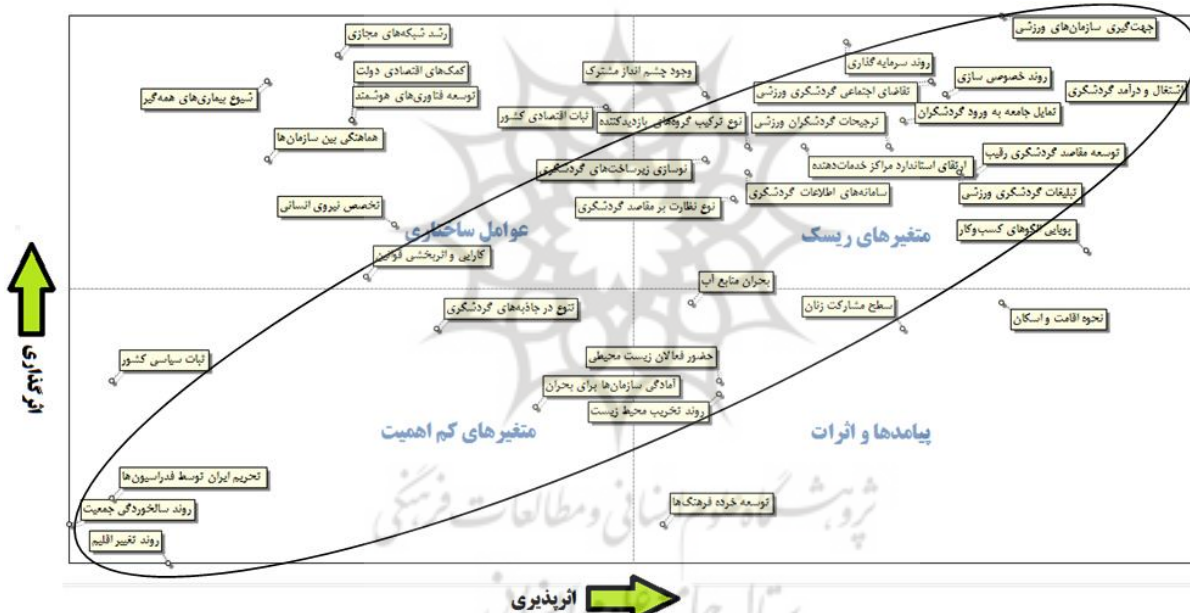 جهت‌گیری سازمان‌های ورزشی
رشد شبکه‌های مجازی
روند سرمایه گذاری
وجود چشم انداز مشترک
کمک‌های اقتصادی دولت
روند خصوصی سازی
اشتغال و درآمد گردشگری
تقاضای اجتماعی گردشگری ورزشی
توسعه فناوری‌های هوشمند
شیوع بیماری‌های همه‌گیر
تمایل جامعه به ورود گردشگران
ترجیحات گردشگران ورزشی
نوع ترکیب گروه‌های بازدیدکننده
ثبات اقتصادی کشور
هماهنگی بین سازمان‌ها
توسعه مقاصد گردشگری رقیب
ارتقای استاندارد مراکز خدمات‌دهنده
نوسازی زیرساخت‌های گردشگری
تبلیغات گردشگری ورزشی
سامانه‌های اطلاعات گردشگری
نوع نظارت بر مقاصد گردشگری
تخصص نیروی انسانی
پویایی الگوهای کسب‌وکار
متغیرهای ریسک
عوامل ساختاری
کارایی و اثربخشی قوانین
بحران منابع آب
سطح مشارکت زنان
نحوه اقامت و اسکان
تنوع در جاذبه‌های گردشگری
اثرگذاری
ثبات سیاسی کشور
حضور فعالان زیست محیطی
آمادگی سازمان‌ها برای بحران
روند تخریب محیط زیست
پیامدها و اثرات
متغیرهای کم اهمیت
تحریم ایران توسط فدراسیون‌ها
روند سالخوردگی جمعیت
توسعه خرده فرهنگ‌ها
روند تغییر اقلیم
پژوهشگاه علوم انسانی و مطالعات فرهنگی
اثرپذیری